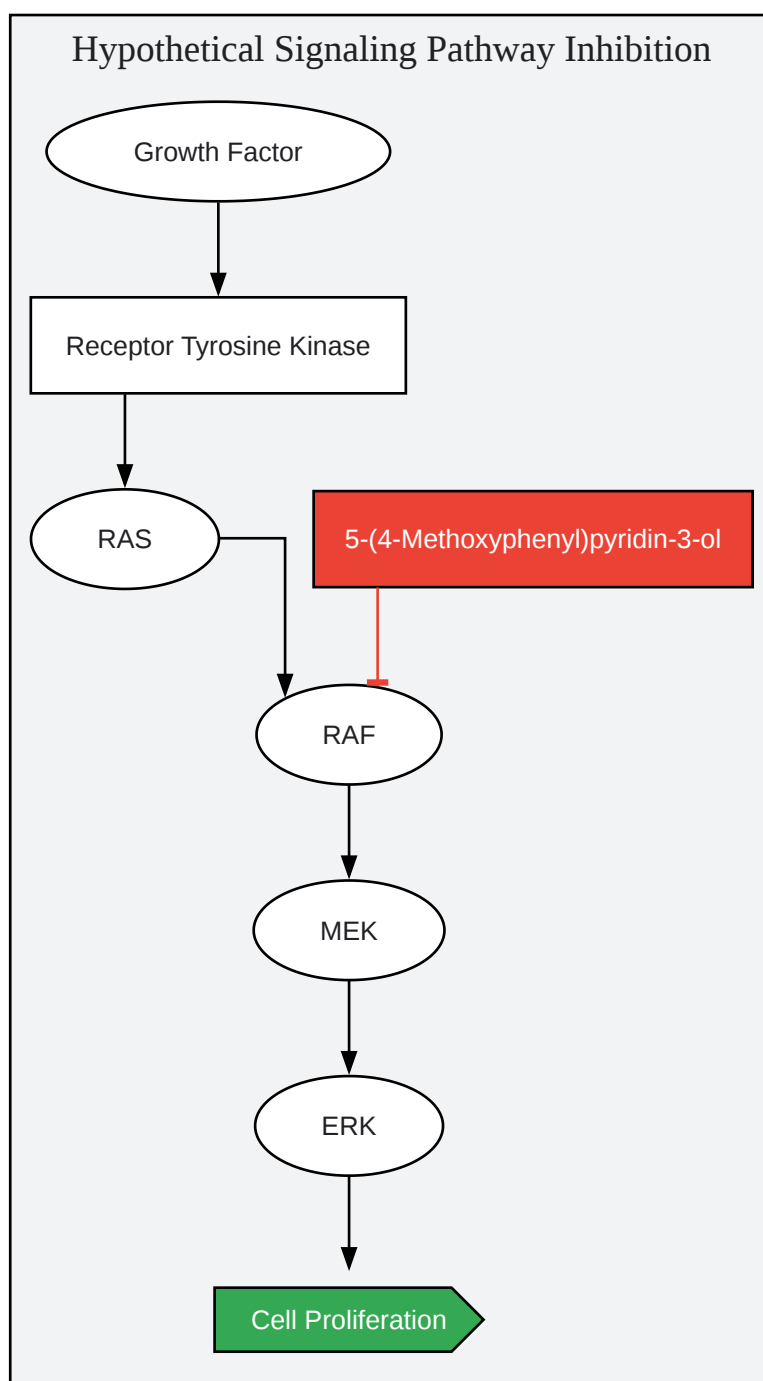 Hypothetical Signaling Pathway Inhibition
Growth Factor
Receptor Tyrosine Kinase
RAS
5-(4-Methoxyphenyl)pyridin-3-ol
RAF
MEK
ERK
Cell Proliferation